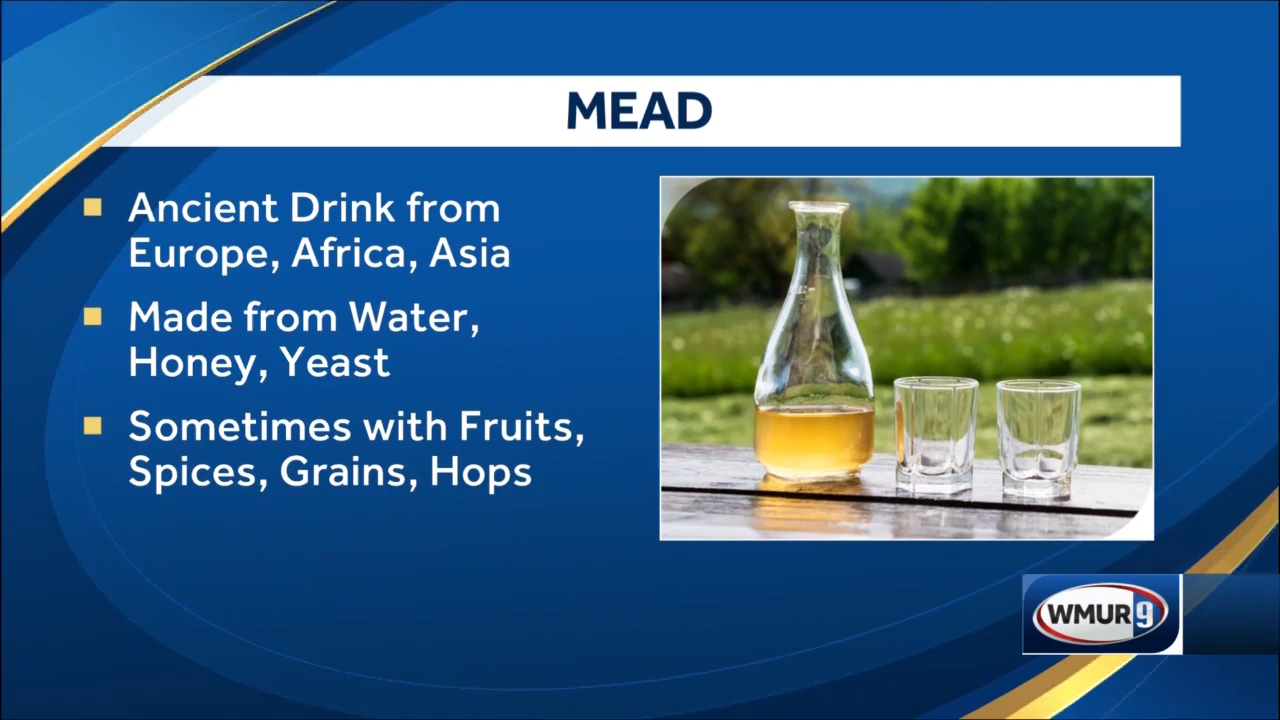 MEAD
Ancient Drink from
Europe, Africa, Asia
Made from Water,
Honey, Yeast
Sometimes with Fruits,
Spices, Grains, Hops
WMUR9